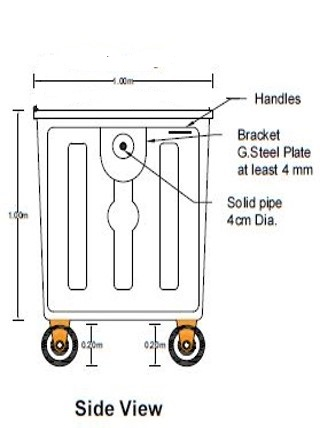 1.00m
Handles
Bracket
G.Steel Plate
at least 4 mm
Solid pipe
4cm Dia.
1.00m
0.20m
0.20m
Side View